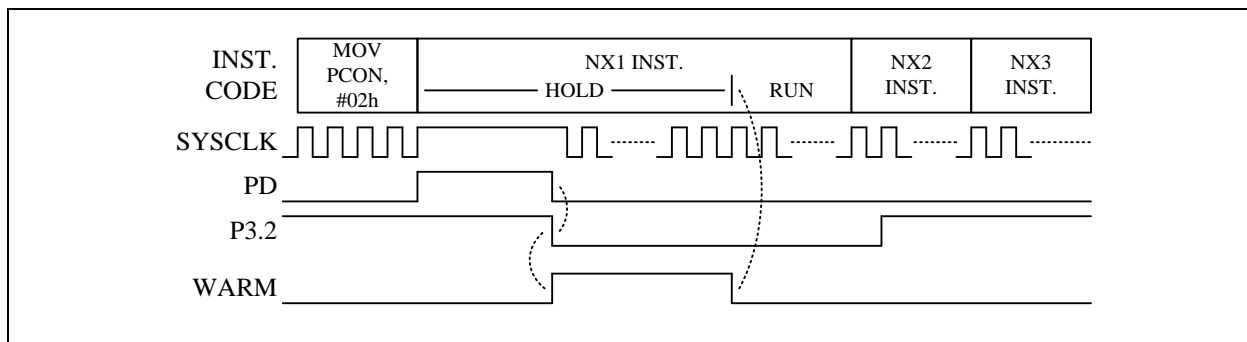 INST.
CODE
MOV
PCON,
#02h
NX1 INST.
HOLD
RUN
NX2
INST.
NX3
INST.
SYSCLK
PD
P3.2
WARM